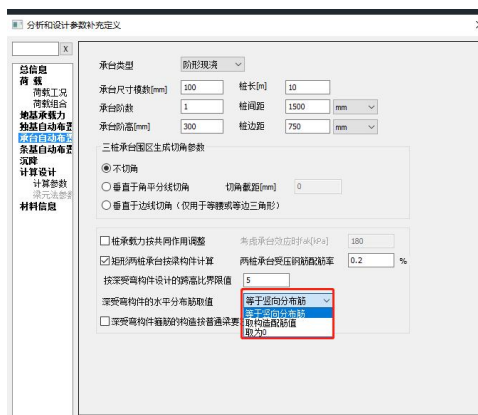 分析和设计参数补充定义
X
总信息
荷 载
荷载工况
荷载组合
地基承载力
独基自动布置
承台自动布置
条基自动布置
沉降
计算设计
计算参数
梁元法参
材料信息
承台类型 阶形现浇
承台尺寸模数[mm] 100 桩长[m] 10
承台阶数 1 桩间距 1500 mm
承台阶高[mm] 300 桩边距 750 mm
三桩承台围区生成切角参数
不切角
垂直于角平分线切角 切角截距[mm] 0
垂直于边线切角(仅用于等腰或等边三角形)
桩承载力按共同作用调整 考虑承台效应时fak[kPa] 180
矩形两桩承台按梁构件计算 两桩承台受压钢筋配筋率 0.2 %
按深受弯构件设计的跨高比界限值 5
深受弯构件的水平分布筋取值 等于竖向分布筋
等于竖向分布筋
取构造配筋值
取为0
深受弯构件箍筋的构造按普通梁要